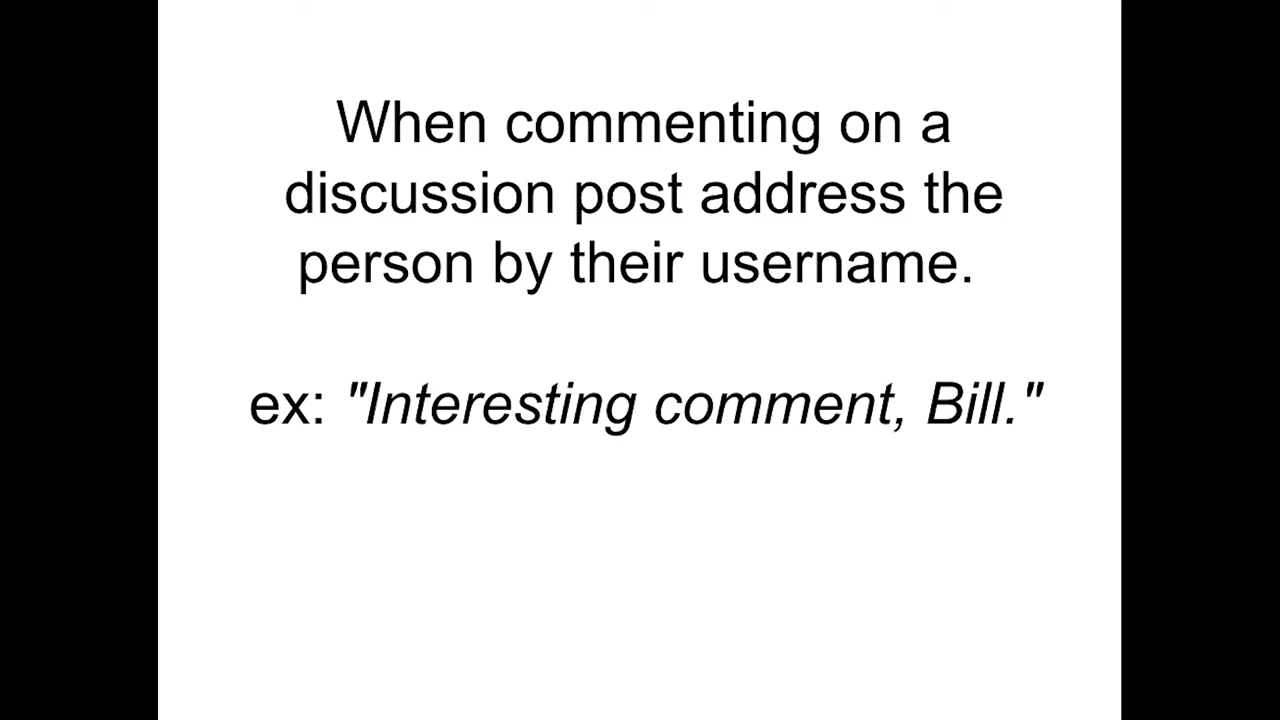 When commenting on a
discussion post address the
person by their username.
ex: "Interesting comment, Bill."